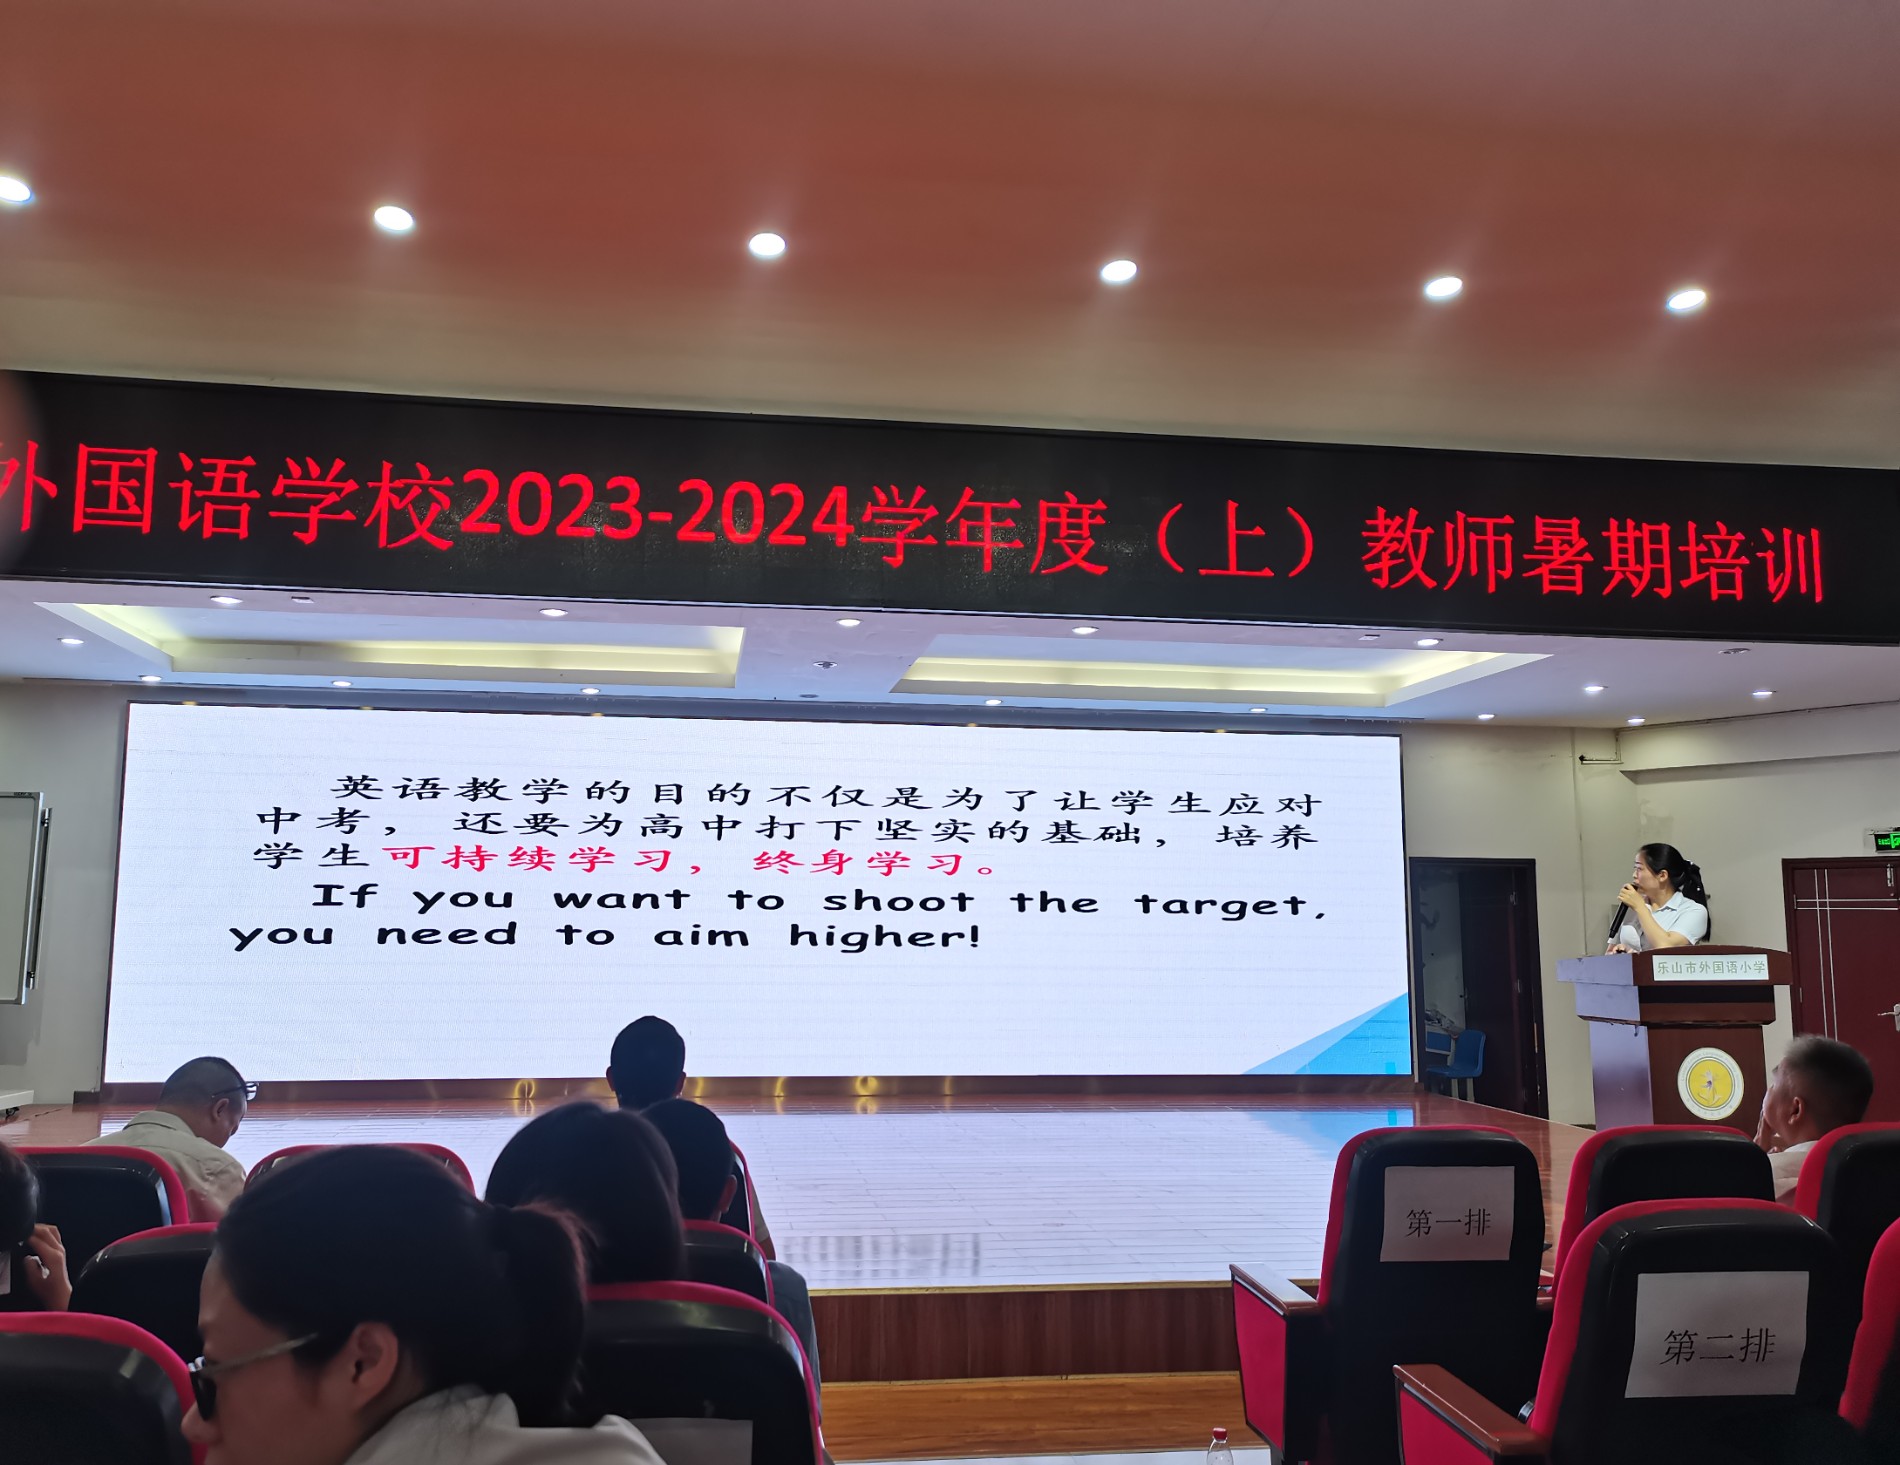 外国语学校2023-2024学年度（上）教师暑期培训
英语教学的目的不仅是为了让学生应对
中考，还要为高中打下坚实的基础，培养
学生可持续学习，终身学习。
If you want to shoot the target,
you need to aim higher!
乐山市外国语小学
第一排
第二排